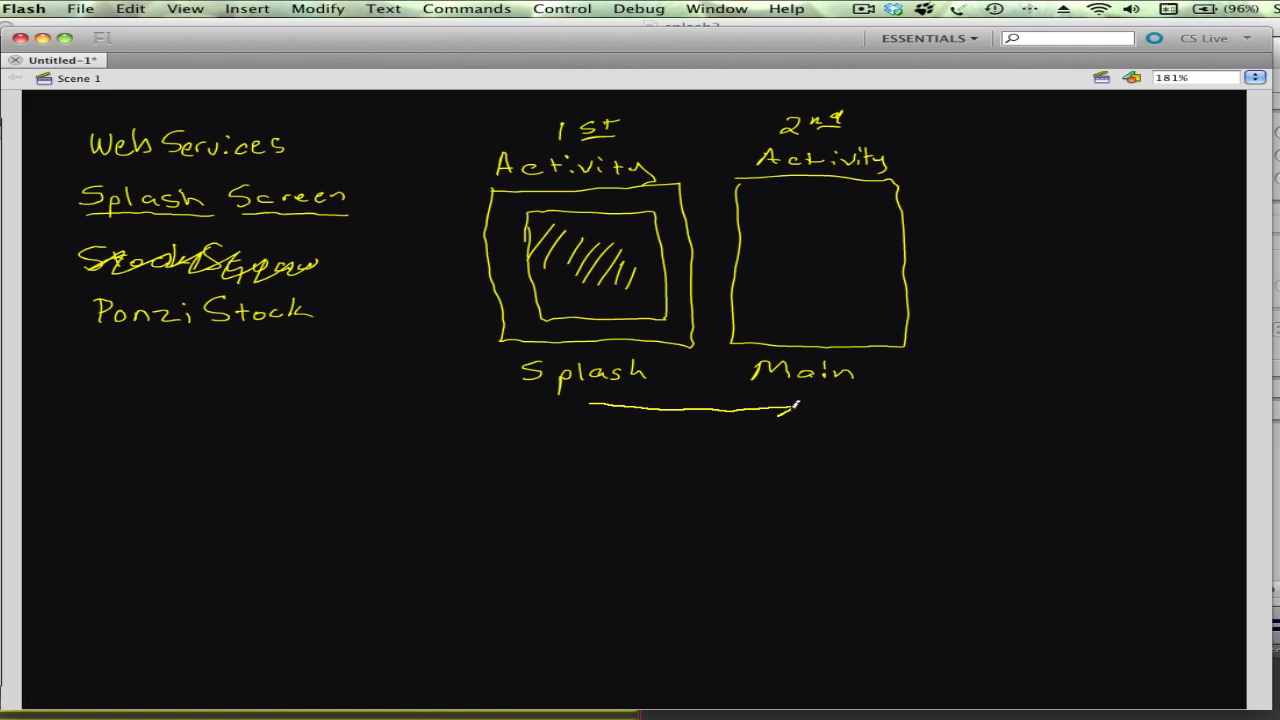 Flash File Edit View Insert Modify Text Commands Control Debug Window Help (96%)
ESSENTIALS CS Live
Untitled-1*
Scene 1 181%
Web Services
Splash Screen
Ponzi Stock
1st
Activity
Splash
2nd
Activity
Main